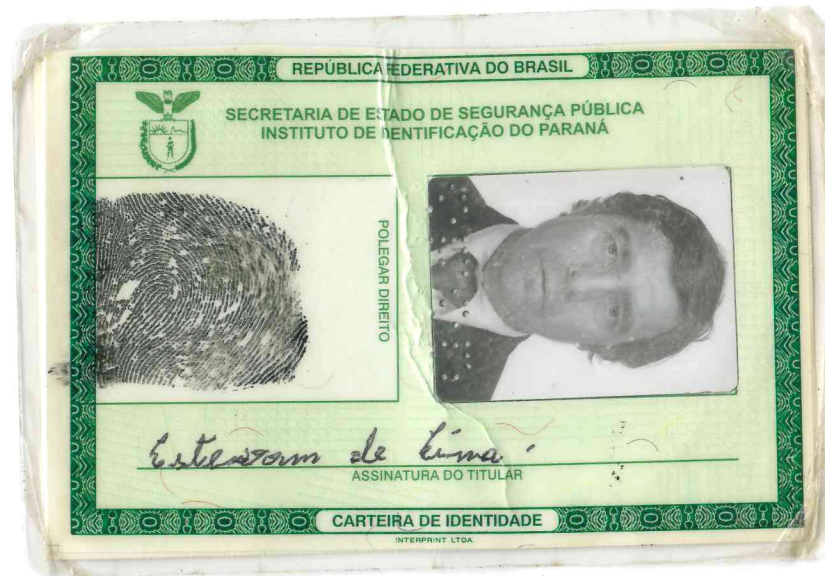 REPÚBLICA FEDERATIVA DO BRASIL
SECRETARIA DE ESTADO DE SEGURANÇA PÚBLICA
INSTITUTO DE IDENTIFICAÇÃO DO PARANÁ
POLEGAR DIREITO
de Lima
ASSINATURA DO TITULAR
CARTEIRA DE IDENTIDADE
INTERPRINT LTDA.